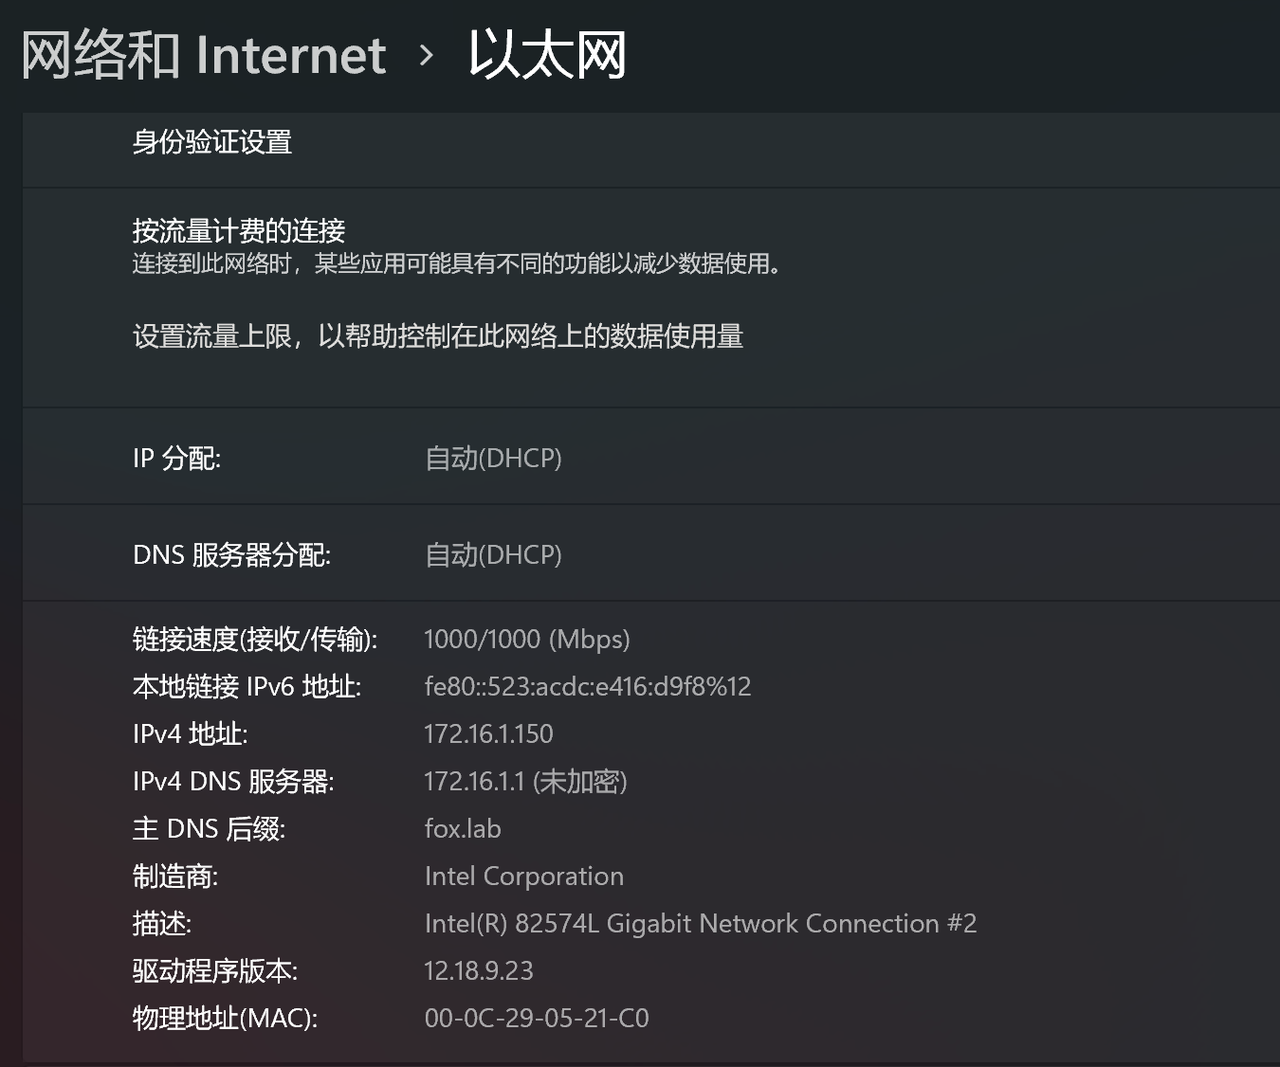 网络和 Internet › 以太网
身份验证设置
按流量计费的连接
连接到此网络时，某些应用可能具有不同的功能以减少数据使用。
设置流量上限，以帮助控制在此网络上的数据使用量
IP 分配: 自动(DHCP)
DNS 服务器分配: 自动(DHCP)
链接速度(接收/传输): 1000/1000 (Mbps)
本地链接 IPv6 地址: fe80::523:acdc:e416:d9f8%12
IPv4 地址: 172.16.1.150
IPv4 DNS 服务器: 172.16.1.1 (未加密)
主 DNS 后缀: fox.lab
制造商: Intel Corporation
描述: Intel(R) 82574L Gigabit Network Connection #2
驱动程序版本: 12.18.9.23
物理地址(MAC): 00-0C-29-05-21-C0